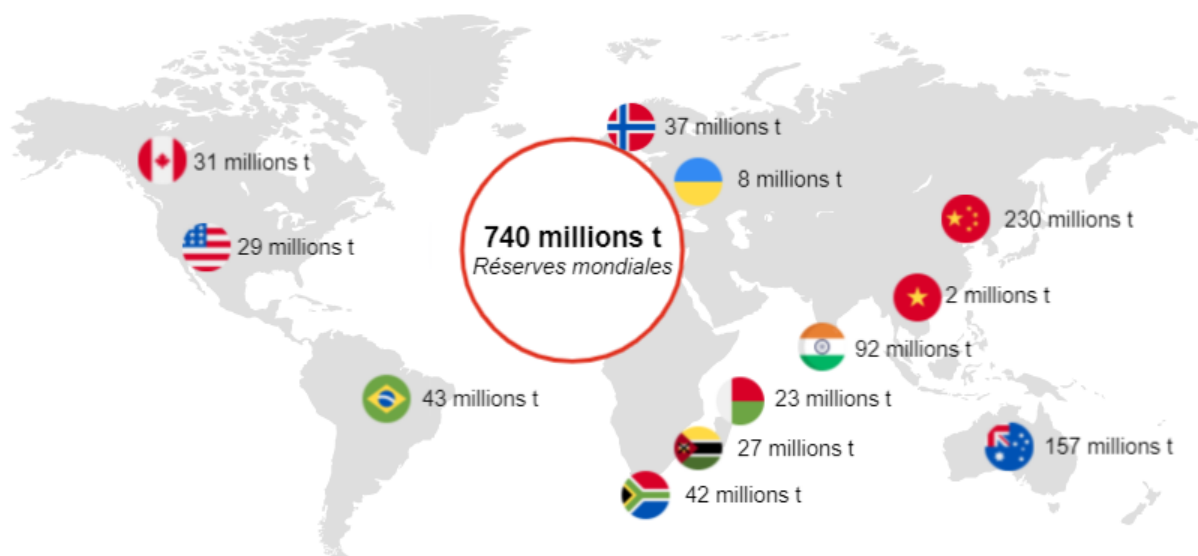 37 millions t
31 millions t
8 millions t
230 millions t
740 millions t
29 millions t
Réserves mondiales
2 millions t
92 millions t
43 millions t
23 millions t
27 millions t
157 millions t
42 millions t